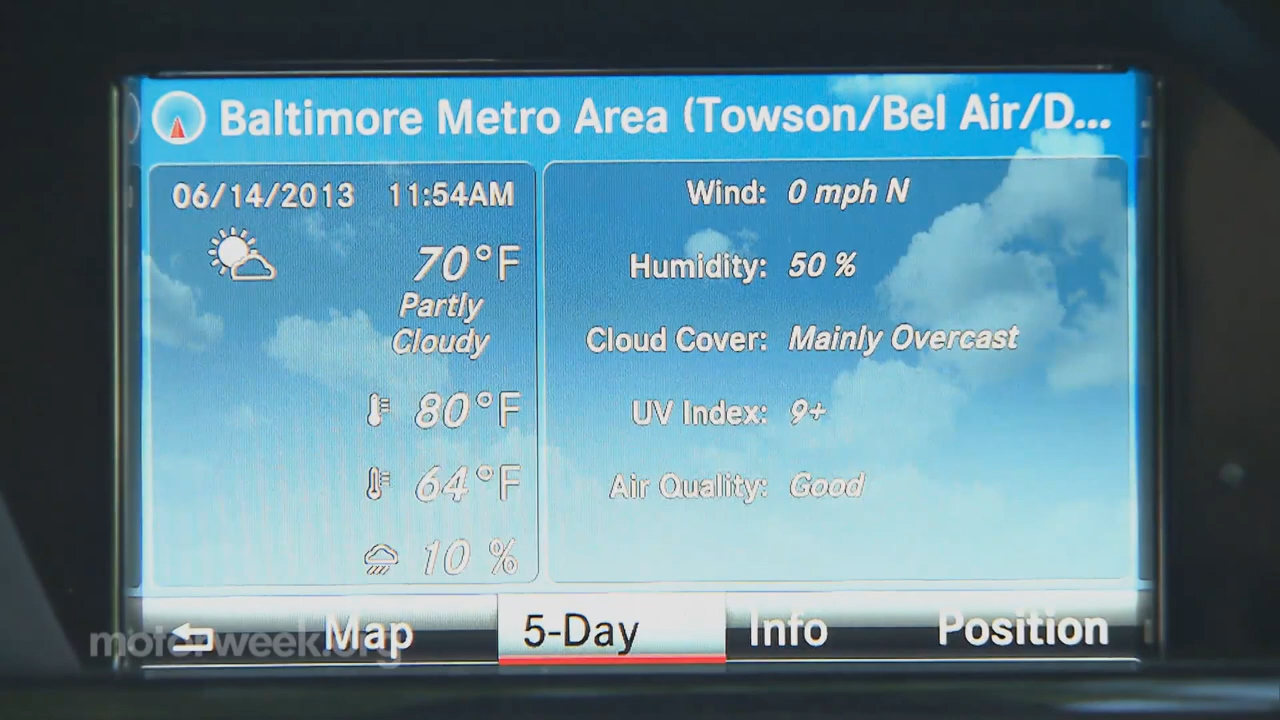 Baltimore Metro Area (Towson/Bel Air/D...
06/14/2013 11:54AM
70°F
Partly
Cloudy
80°F
64°F
10 %
Wind: 0 mph N
Humidity: 50 %
Cloud Cover: Mainly Overcast
UV Index: 9+
Air Quality: Good
Map 5-Day Info Position
motorweek.org